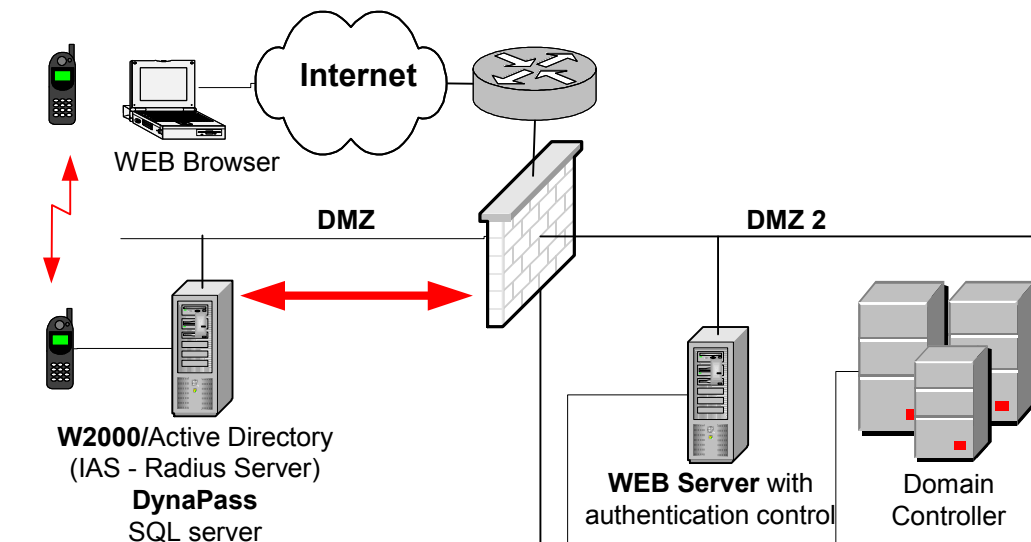 Internet
WEB Browser
DMZ
DMZ 2
W2000/Active Directory
(IAS - Radius Server)
DynaPass
SQL server
WEB Server with
authentication control
Domain
Controller